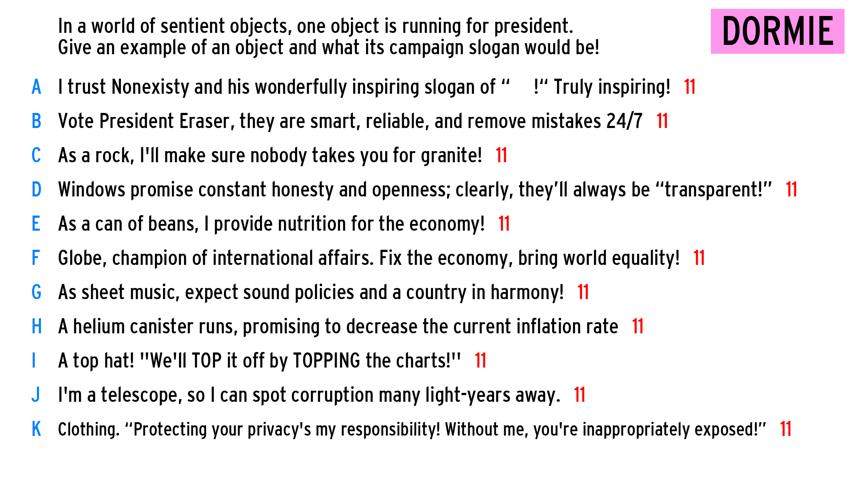 In a world of sentient objects, one object is running for president.
Give an example of an object and what its campaign slogan would be!
DORMIE
A I trust Nonexisty and his wonderfully inspiring slogan of “ !“ Truly inspiring! 11
B Vote President Eraser, they are smart, reliable, and remove mistakes 24/7 11
C As a rock, I'll make sure nobody takes you for granite! 11
D Windows promise constant honesty and openness; clearly, they’ll always be “transparent!” 11
E As a can of beans, I provide nutrition for the economy! 11
F Globe, champion of international affairs. Fix the economy, bring world equality! 11
G As sheet music, expect sound policies and a country in harmony! 11
H A helium canister runs, promising to decrease the current inflation rate 11
I A top hat! "We'll TOP it off by TOPPING the charts!" 11
J I'm a telescope, so I can spot corruption many light-years away. 11
K Clothing. “Protecting your privacy's my responsibility! Without me, you're inappropriately exposed!” 11